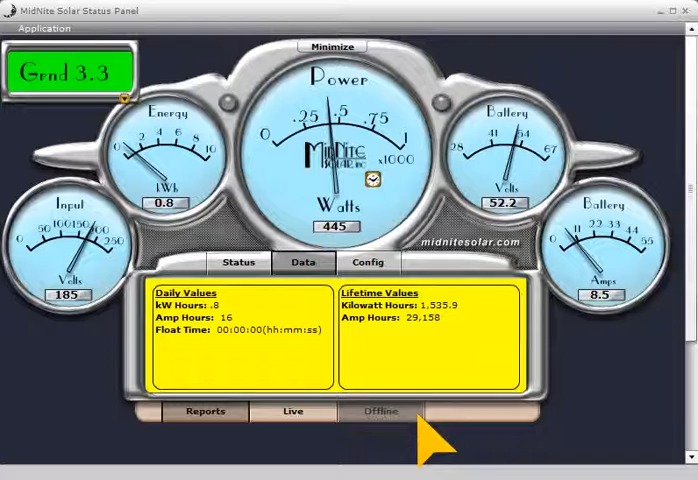 MidNite Solar Status Panel
Application
Grnd 3.3
Minimize
Power
0 .25 .5 .75 1
x1000
MidNite
SOLAR INC
Watts
445
Energy
0 2 4 6 8 10
kWh
0.8
Battery
28 41 54 67
Volts
52.2
Input
0 50 100 150 200 250
Volts
185
Battery
0 11 22 33 44 55
Amps
8.5
midnitesolar.com
Status Data Config
Daily Values
kW Hours: .8
Amp Hours: 16
Float Time: 00:00:00(hh:mm:ss)
Lifetime Values
Kilowatt Hours: 1,535.9
Amp Hours: 29,158
Reports Live Offline